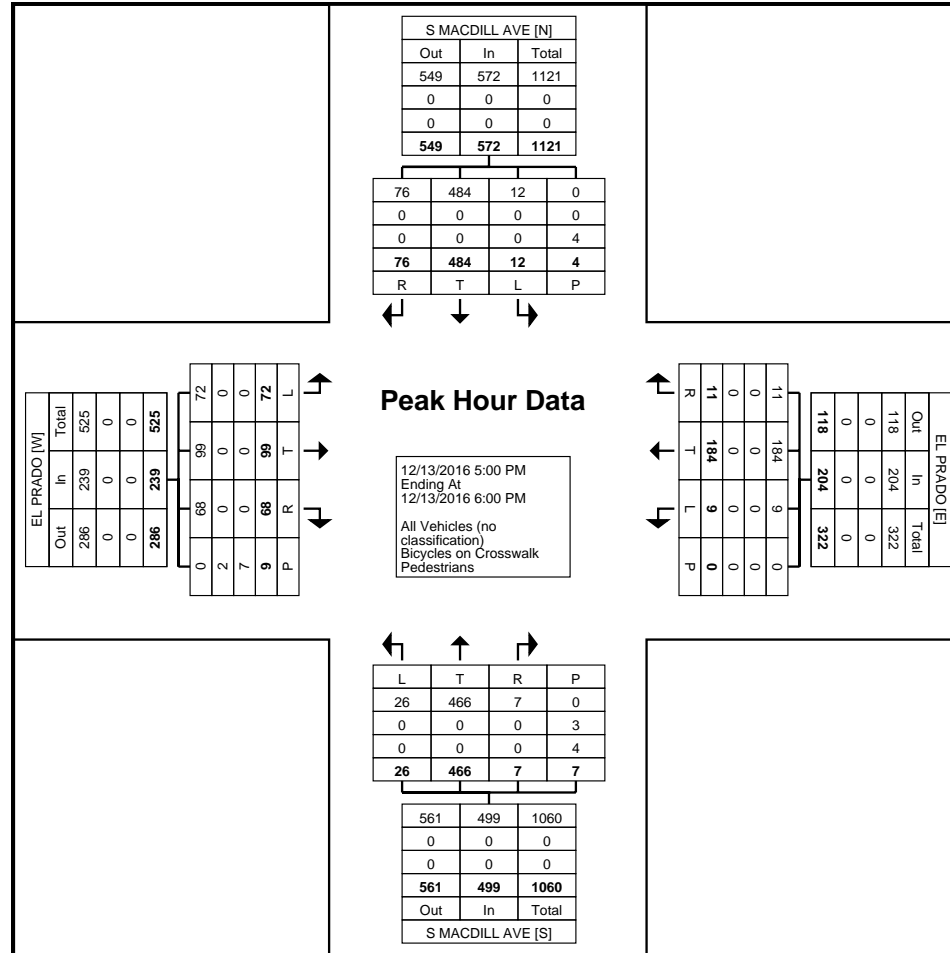 S MACDILL AVE [N]
Out In Total
549 572 1121
0 0 0
0 0 0
549 572 1121
76 484 12 0
0 0 0 0
0 0 0 4
76 484 12 4
R T L P
EL PRADO [W]
Total In Out
525 239 286
0 0 0
0 0 0
525 239 286
72 99 68 0
0 0 0 2
0 0 0 7
72 99 68 9
L T R P
Peak Hour Data
12/13/2016 5:00 PM
Ending At
12/13/2016 6:00 PM
All Vehicles (no
classification)
Bicycles on Crosswalk
Pedestrians
R T L P
11 184 9 0
0 0 0 0
0 0 0 0
11 184 9 0
118 204 322
0 0 0
0 0 0
118 204 322
Out In Total
EL PRADO [E]
L T R P
26 466 7 0
0 0 0 3
0 0 0 4
26 466 7 7
561 499 1060
0 0 0
0 0 0
561 499 1060
Out In Total
S MACDILL AVE [S]